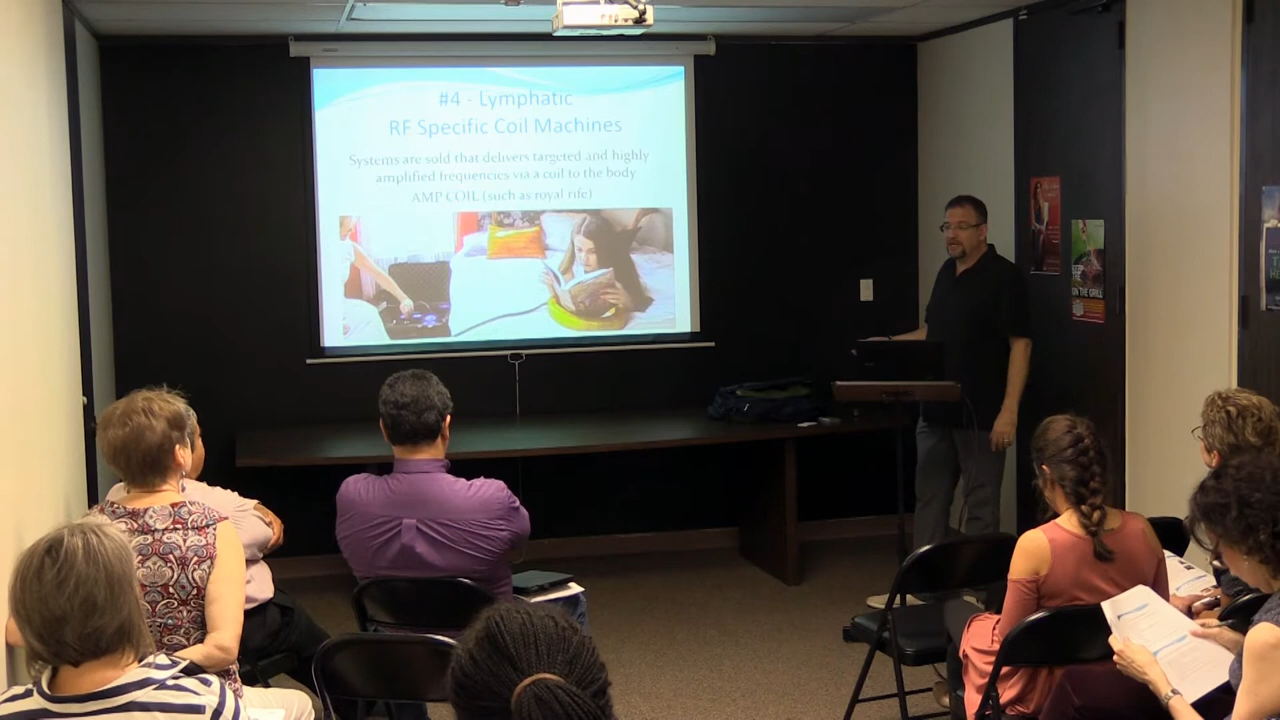 #4 - Lymphatic
RF Specific Coil Machines
Systems are sold that delivers targeted and highly
amplified frequencies via a coil to the body
AMP COIL (such as royal rife)
ON THE GRILL